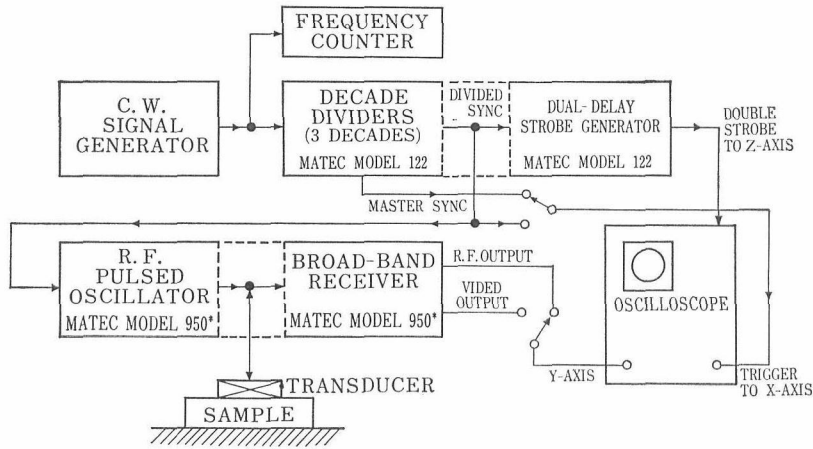 FREQUENCY
COUNTER
C. W.
SIGNAL
GENERATOR
DECADE
DIVIDERS
(3 DECADES)
MATEC MODEL 122
DIVIDED
SYNC
DUAL-DELAY
STROBE GENERATOR
MATEC MODEL 122
DOUBLE
STROBE
TO Z-AXIS
MASTER SYNC
R. F.
PULSED
OSCILLATOR
MATEC MODEL 950*
BROAD-BAND
RECEIVER
MATEC MODEL 950*
R.F. OUTPUT
VIDEO
OUTPUT
OSCILLOSCOPE
Y-AXIS
TRIGGER
TO X-AXIS
TRANSDUCER
SAMPLE